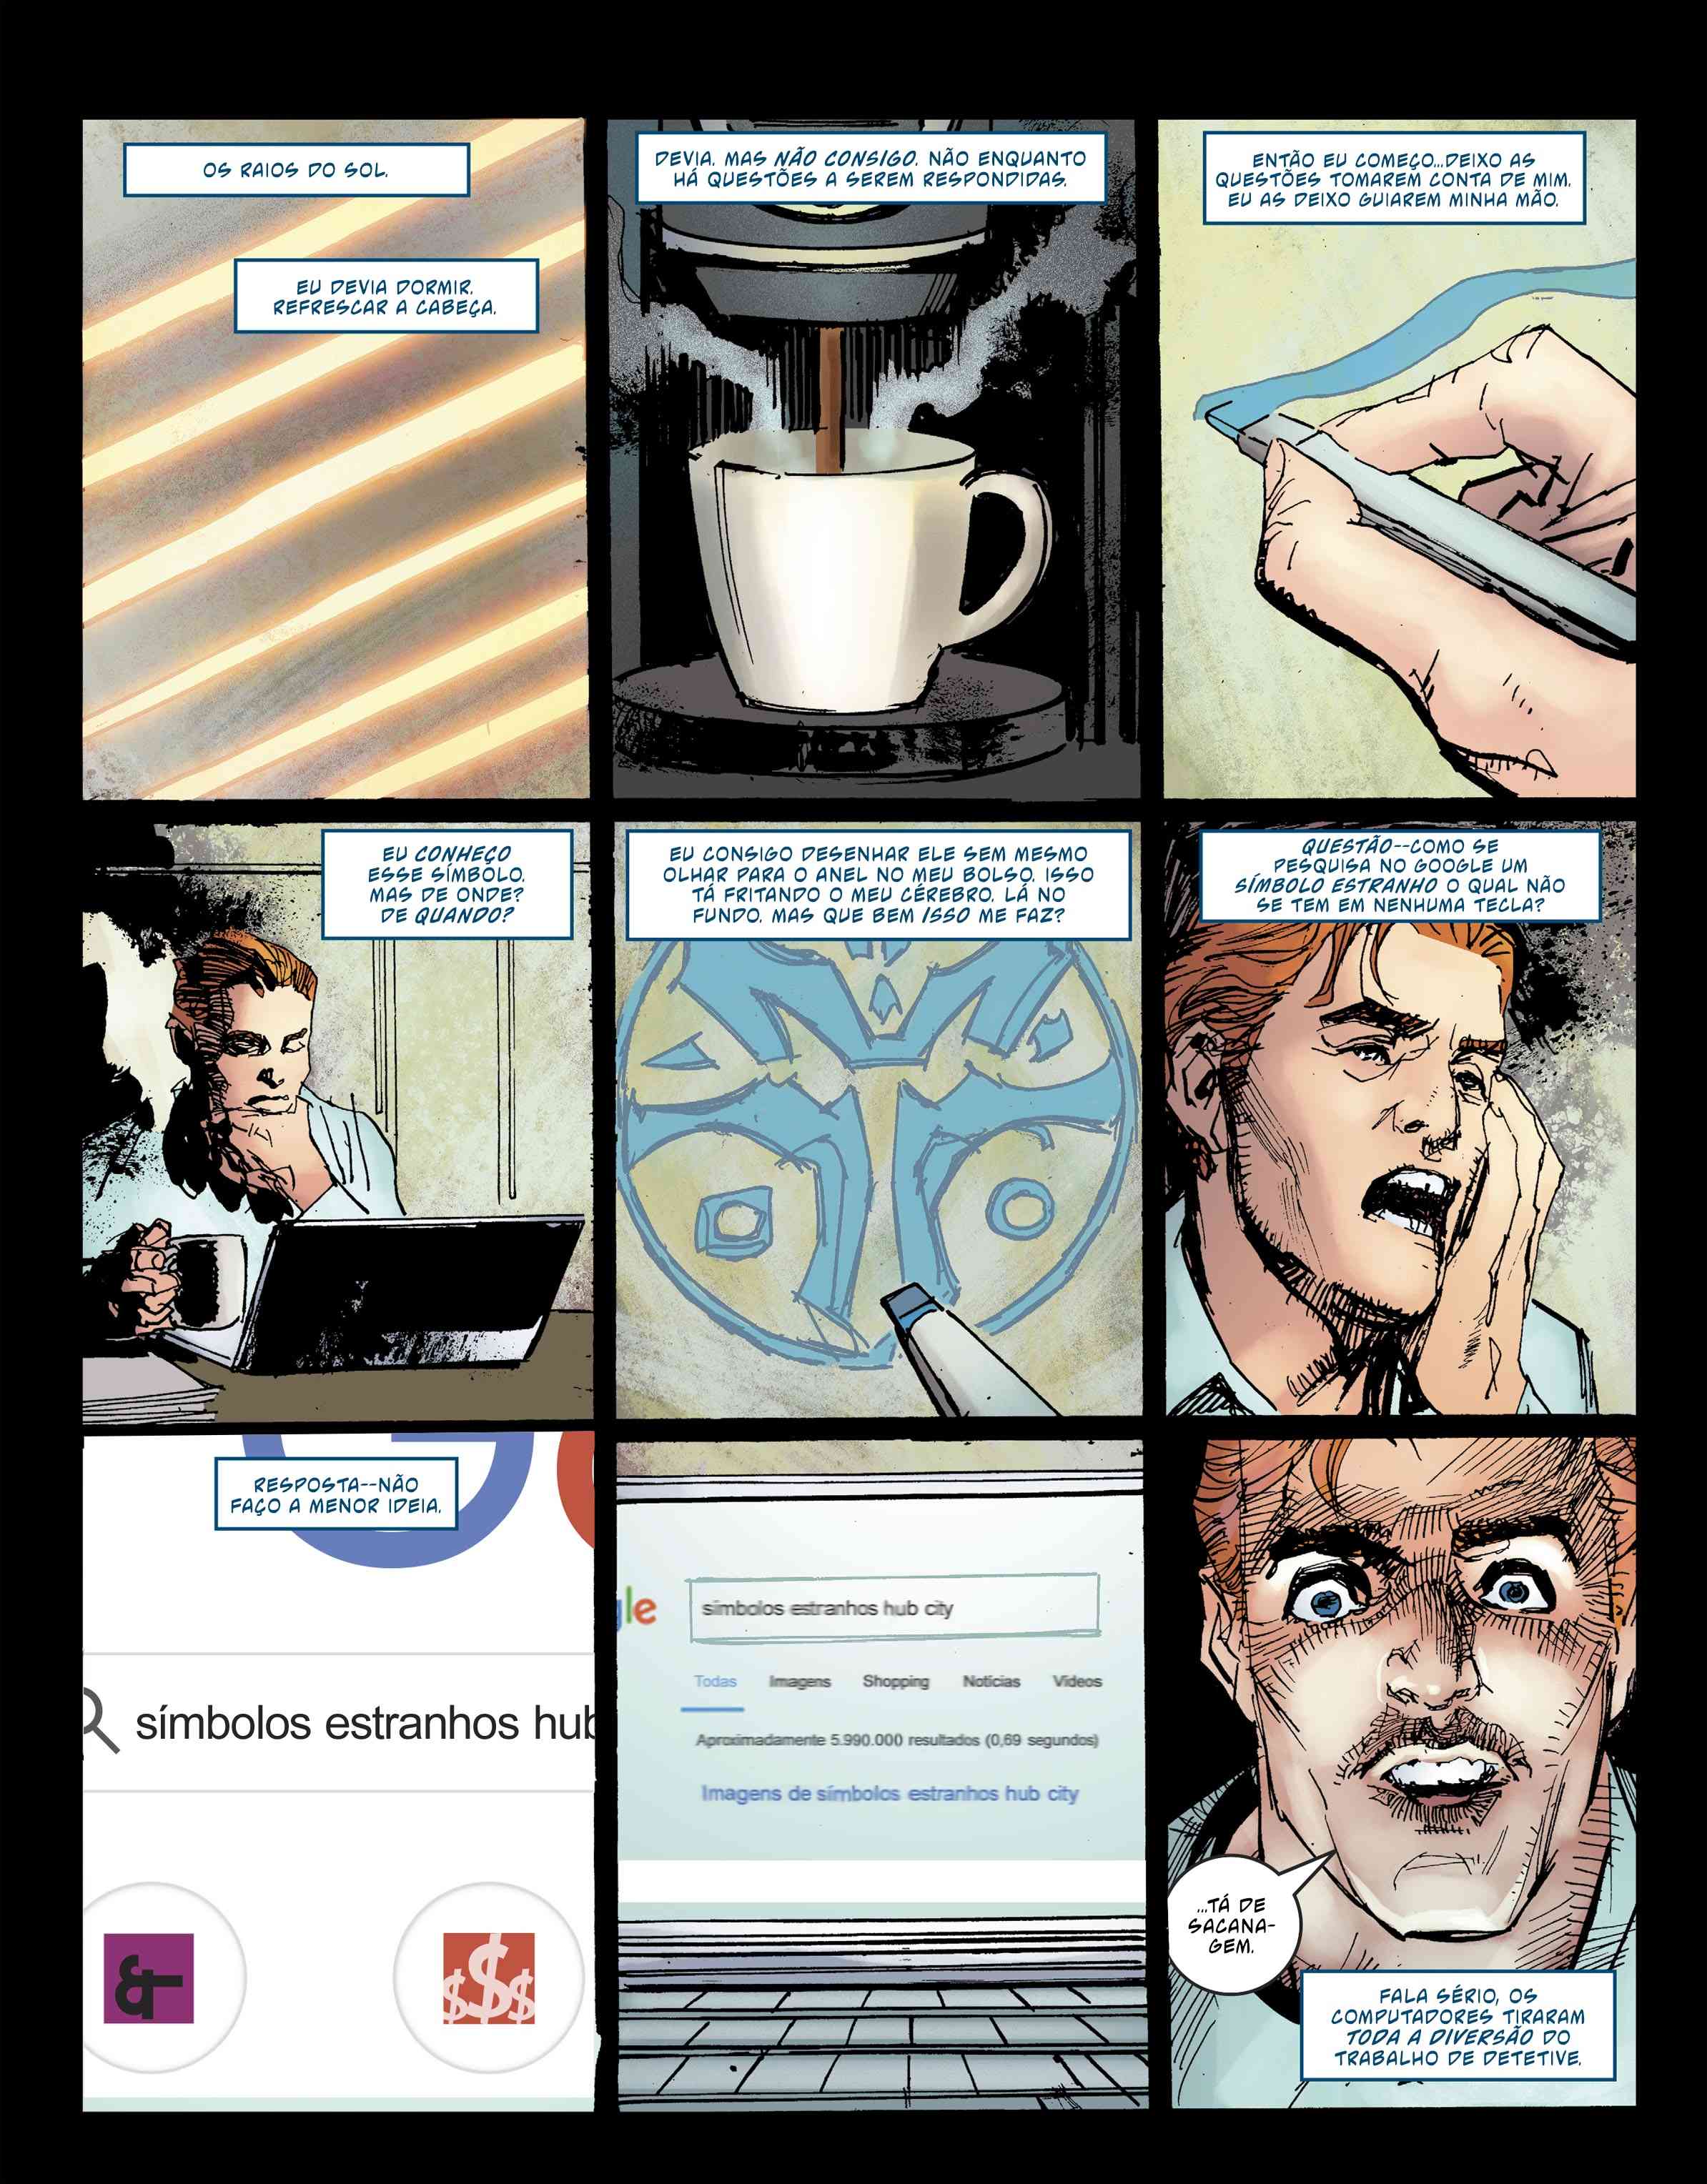 OS RAIOS DO SOL.
EU DEVIA DORMIR.
REFRESCAR A CABEÇA.
DEVIA. MAS NÃO CONSIGO. NÃO ENQUANTO
HÁ QUESTÕES A SEREM RESPONDIDAS.
ENTÃO EU COMEÇO...DEIXO AS
QUESTÕES TOMAREM CONTA DE MIM.
EU AS DEIXO GUIAREM MINHA MÃO.
EU CONHEÇO
ESSE SÍMBOLO.
MAS DE ONDE?
DE QUANDO?
EU CONSIGO DESENHAR ELE SEM MESMO
OLHAR PARA O ANEL NO MEU BOLSO. ISSO
TÁ FRITANDO O MEU CÉREBRO. LÁ NO
FUNDO. MAS QUE BEM ISSO ME FAZ?
QUESTÃO--COMO SE
PESQUISA NO GOOGLE UM
SÍMBOLO ESTRANHO O QUAL NÃO
SE TEM EM NENHUMA TECLA?
RESPOSTA--NÃO
FAÇO A MENOR IDEIA.
símbolos estranhos hub
&
$$$
gle
símbolos estranhos hub city
Todas Imagens Shopping Notícias Vídeos
Aproximadamente 5.990.000 resultados (0,69 segundos)
Imagens de símbolos estranhos hub city
...TÁ DE
SACANA-
GEM.
FALA SÉRIO, OS
COMPUTADORES TIRARAM
TODA A DIVERSÃO DO
TRABALHO DE DETETIVE.